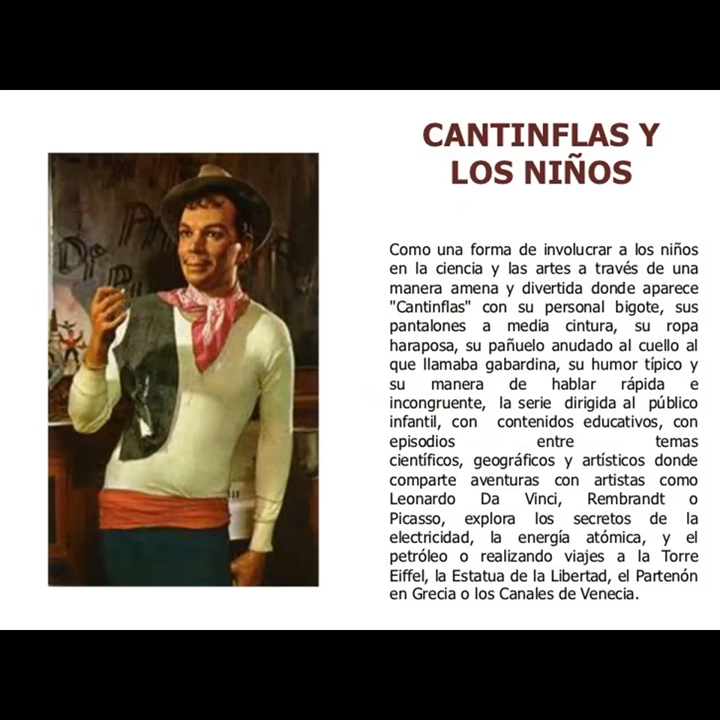 CANTINFLAS Y
LOS NIÑOS
Como una forma de involucrar a los niños
en la ciencia y las artes a través de una
manera amena y divertida donde aparece
"Cantinflas" con su personal bigote, sus
pantalones a media cintura, su ropa
haraposa, su pañuelo anudado al cuello al
que llamaba gabardina, su humor típico y
su manera de hablar rápida e
incongruente, la serie dirigida al público
infantil, con contenidos educativos, con
episodios entre temas
científicos, geográficos y artísticos donde
comparte aventuras con artistas como
Leonardo Da Vinci, Rembrandt o
Picasso, explora los secretos de la
electricidad, la energía atómica, y el
petróleo o realizando viajes a la Torre
Eiffel, la Estatua de la Libertad, el Partenón
en Grecia o los Canales de Venecia.